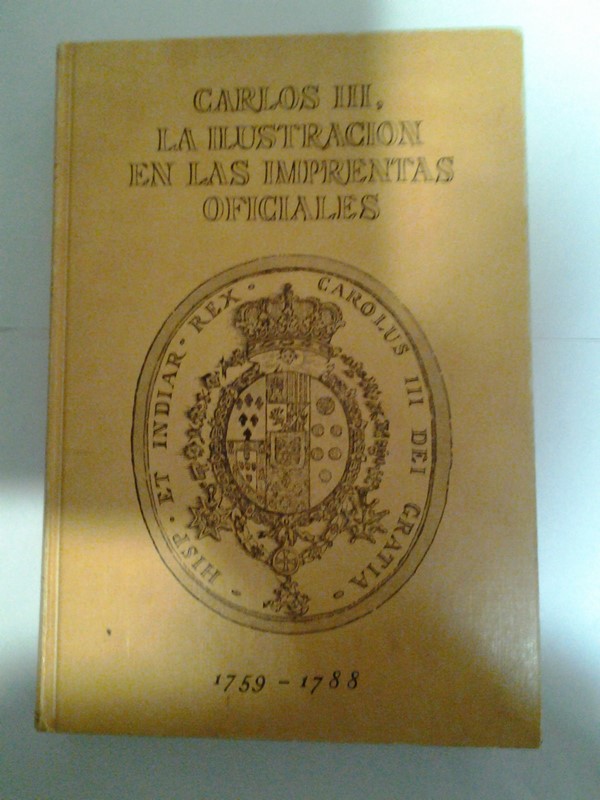 CARLOS III,
LA ILUSTRACION
EN LAS IMPRENTAS
OFICIALES
CAROLUS III DEI GRATIA · HISP · ET INDIAR · REX ·
1759 - 1788